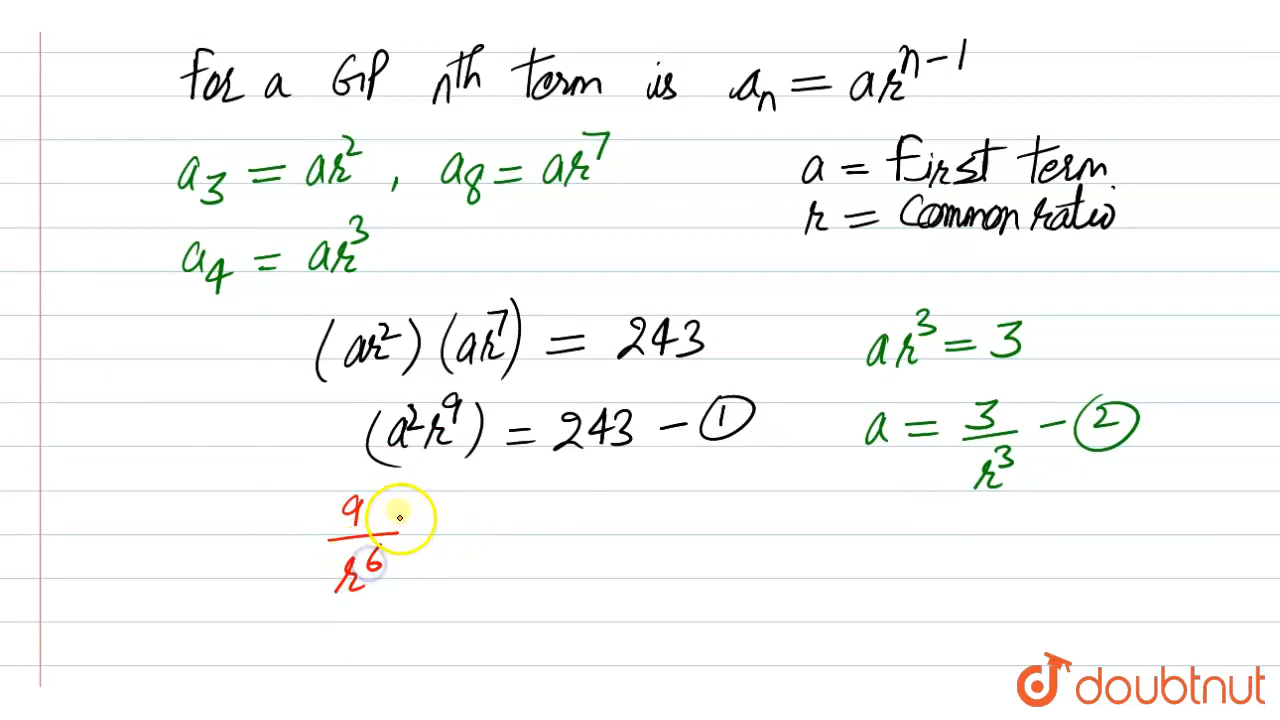 For a GP nth term is aₙ = arⁿ⁻¹
a₃ = ar², a₈ = ar⁷
a = First term
r = Common ratio
a₄ = ar³
(ar²)(ar⁷) = 243
ar³ = 3
(a²r⁹) = 243 - ①
a = 3/r³ - ②
9/r⁶
doubtnut